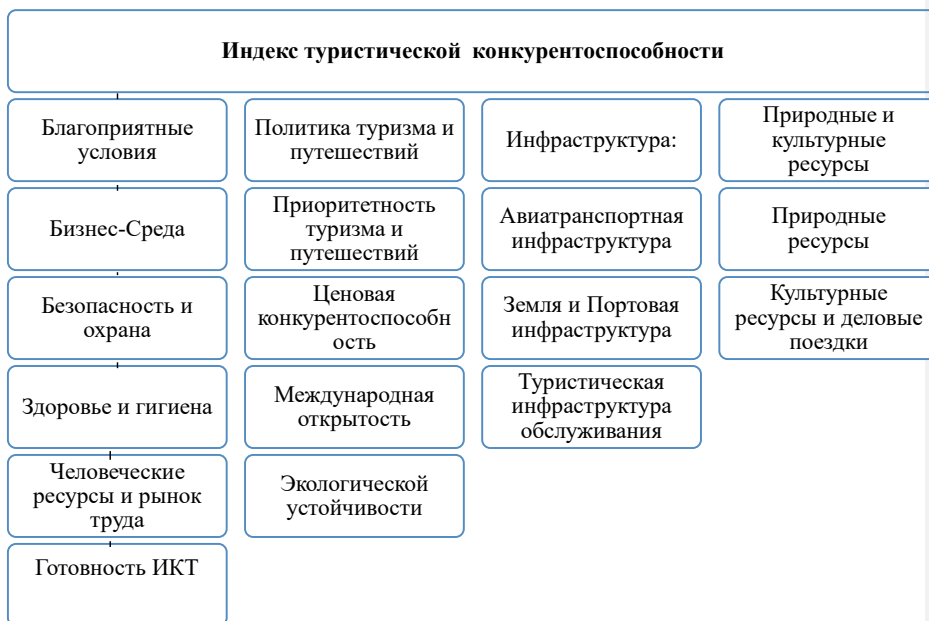 Индекс туристической конкурентоспособности
Благоприятные
условия
Бизнес-Среда
Безопасность и
охрана
Здоровье и гигиена
Человеческие
ресурсы и рынок
труда
Готовность ИКТ
Политика туризма и
путешествий
Приоритетность
туризма и
путешествий
Ценовая
конкурентоспособн
ость
Международная
открытость
Экологической
устойчивости
Инфраструктура:
Авиатранспортная
инфраструктура
Земля и Портовая
инфраструктура
Туристическая
инфраструктура
обслуживания
Природные и
культурные
ресурсы
Природные
ресурсы
Культурные
ресурсы и деловые
поездки